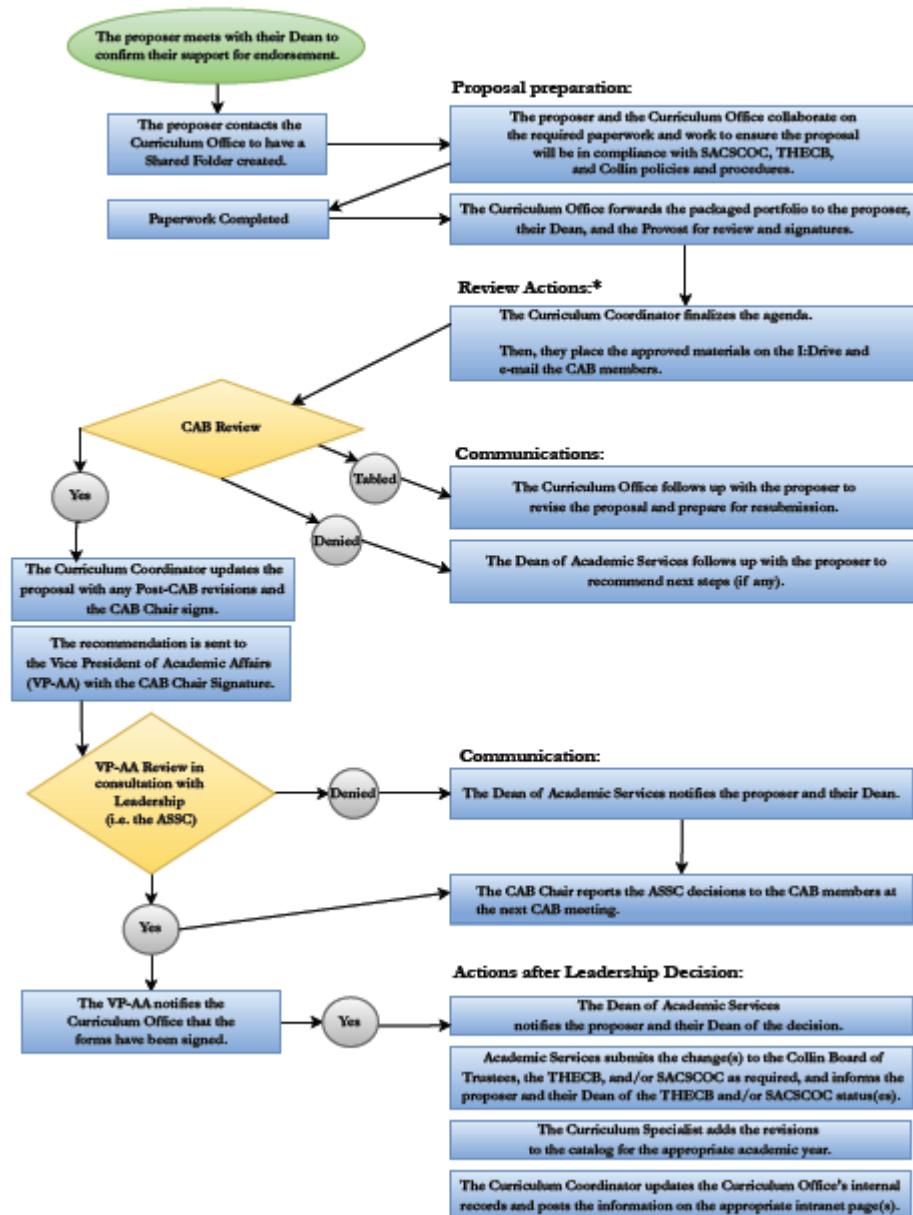 The proposer meets with their Dean to
confirm their support for endorsement.
Proposal preparation:
The proposer contacts the
Curriculum Office to have a
Shared Folder created.
The proposer and the Curriculum Office collaborate on
the required paperwork and work to ensure the proposal
will be in compliance with SACSCOC, THECB,
and Collin policies and procedures.
Paperwork Completed
The Curriculum Office forwards the packaged portfolio to the proposer,
their Dean, and the Provost for review and signatures.
Review Actions:*
The Curriculum Coordinator finalizes the agenda.
Then, they place the approved materials on the I:Drive and
e-mail the CAB members.
CAB Review
Communications:
Yes
Tabled
The Curriculum Office follows up with the proposer to
revise the proposal and prepare for resubmission.
Denied
The Dean of Academic Services follows up with the proposer to
recommend next steps (if any).
The Curriculum Coordinator updates the
proposal with any Post-CAB revisions and
the CAB Chair signs.
The recommendation is sent to
the Vice President of Academic Affairs
(VP-AA) with the CAB Chair Signature.
Communication:
VP-AA Review in
consultation with
Leadership
(i.e. the ASSC)
Denied
The Dean of Academic Services notifies the proposer and their Dean.
The CAB Chair reports the ASSC decisions to the CAB members at
the next CAB meeting.
Yes
Actions after Leadership Decision:
The VP-AA notifies the
Curriculum Office that the
forms have been signed.
Yes
The Dean of Academic Services
notifies the proposer and their Dean of the decision.
Academic Services submits the change(s) to the Collin Board of
Trustees, the THECB, and/or SACSCOC as required, and informs the
proposer and their Dean of the THECB and/or SACSCOC status(es).
The Curriculum Specialist adds the revisions
to the catalog for the appropriate academic year.
The Curriculum Coordinator updates the Curriculum Office's internal
records and posts the information on the appropriate intranet page(s).